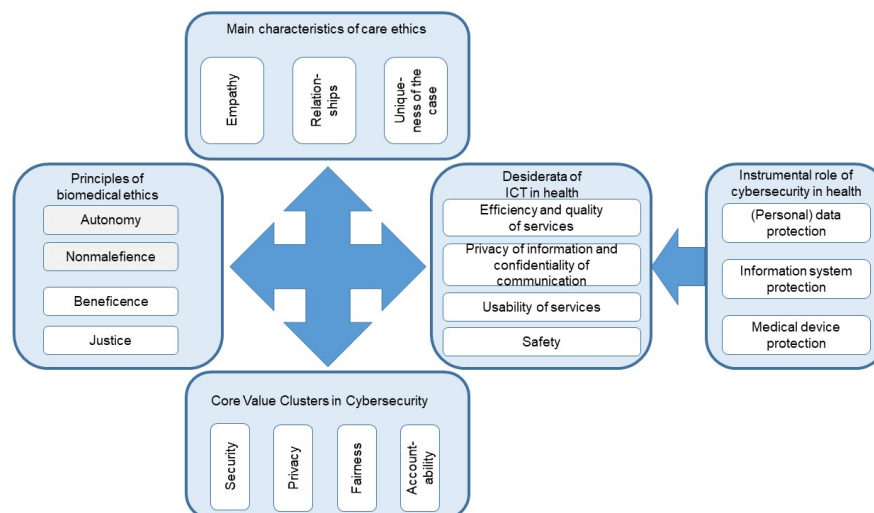 Main characteristics of care ethics
Empathy
Relation-
ships
Unique-
ness of the
case
Principles of
biomedical ethics
Autonomy
Nonmalefience
Beneficence
Justice
Desiderata of
ICT in health
Efficiency and quality
of services
Privacy of information and
confidentiality of
communication
Usability of services
Safety
Instrumental role of
cybersecurity in health
(Personal) data
protection
Information system
protection
Medical device
protection
Core Value Clusters in Cybersecurity
Security
Privacy
Fairness
Account-
ability